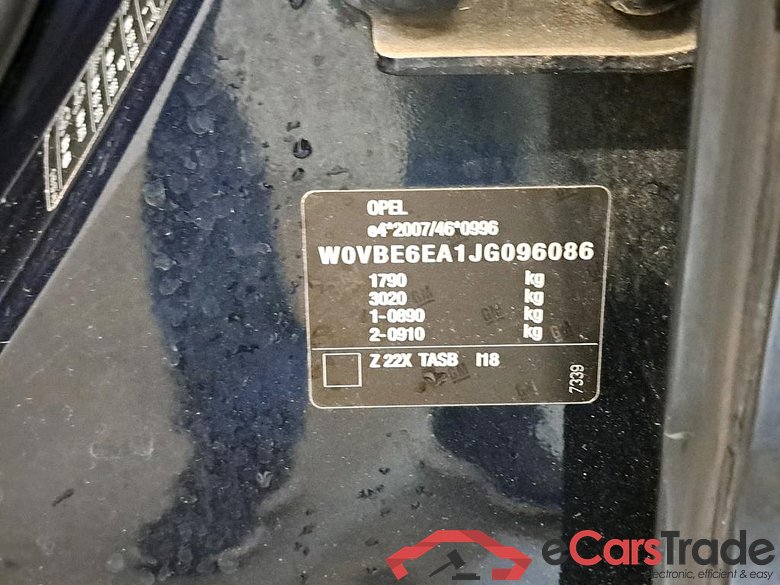 OPEL
e4*2007/46*0996
W0VBE6EA1JG096086
1790 kg
3020 kg
1-0890 kg
2-0910 kg
Z 22X TASB I18
7339
eCarsTrade
electronic, efficient & easy